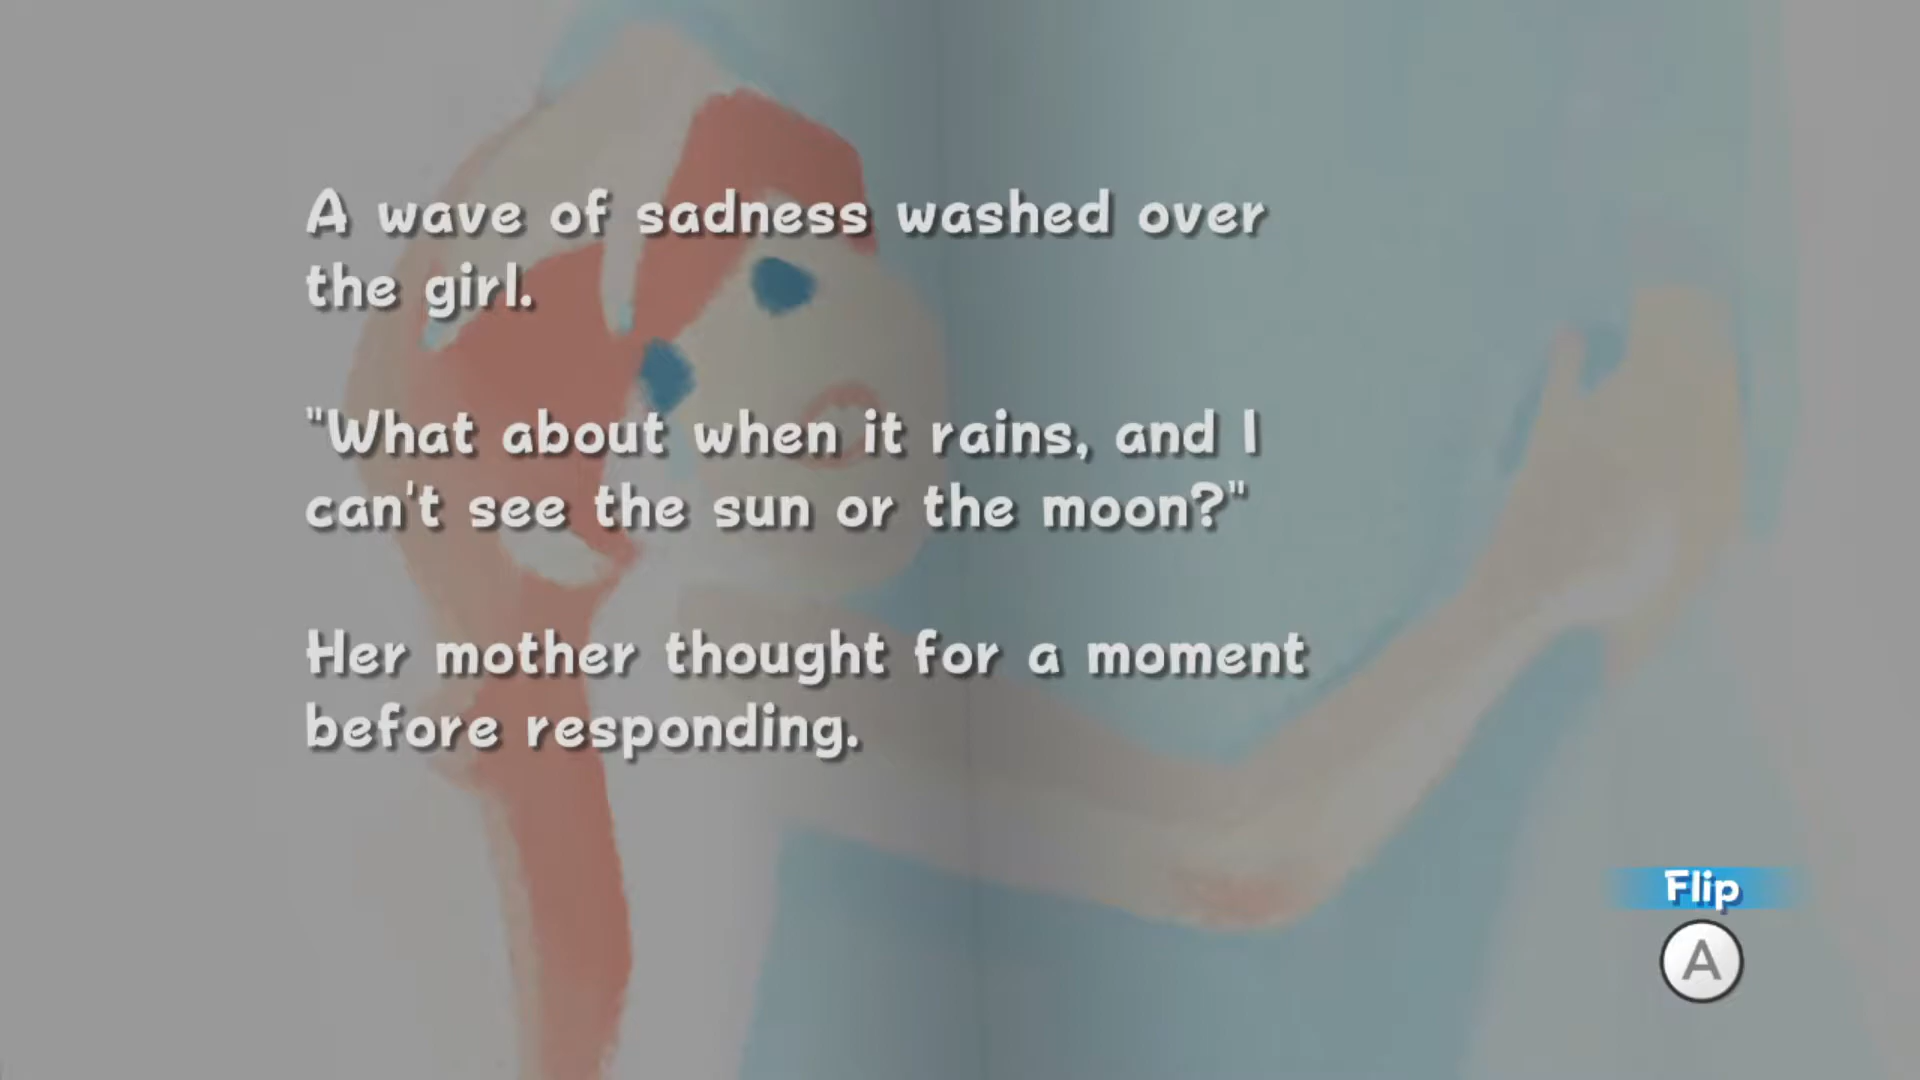 A wave of sadness washed over
the girl.
"What about when it rains, and I
can't see the sun or the moon?"
Her mother thought for a moment
before responding.
Flip
A